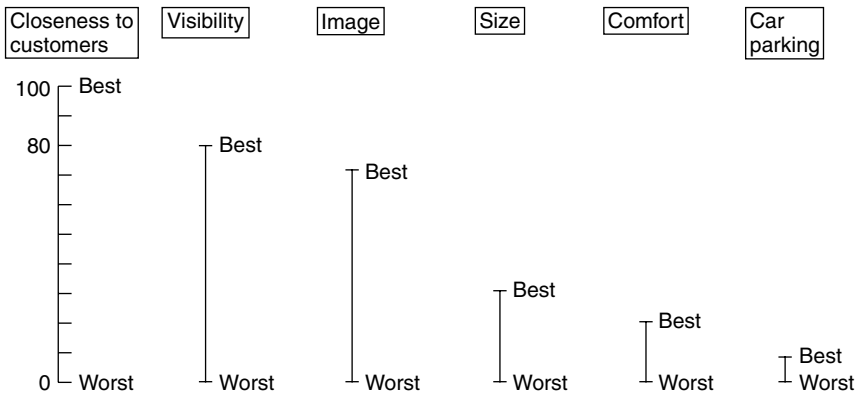 Closeness to
customers
Visibility
Image
Size
Comfort
Car
parking
100
Best
80
Best
Best
Best
Best
Best
0
Worst
Worst
Worst
Worst
Worst
Worst